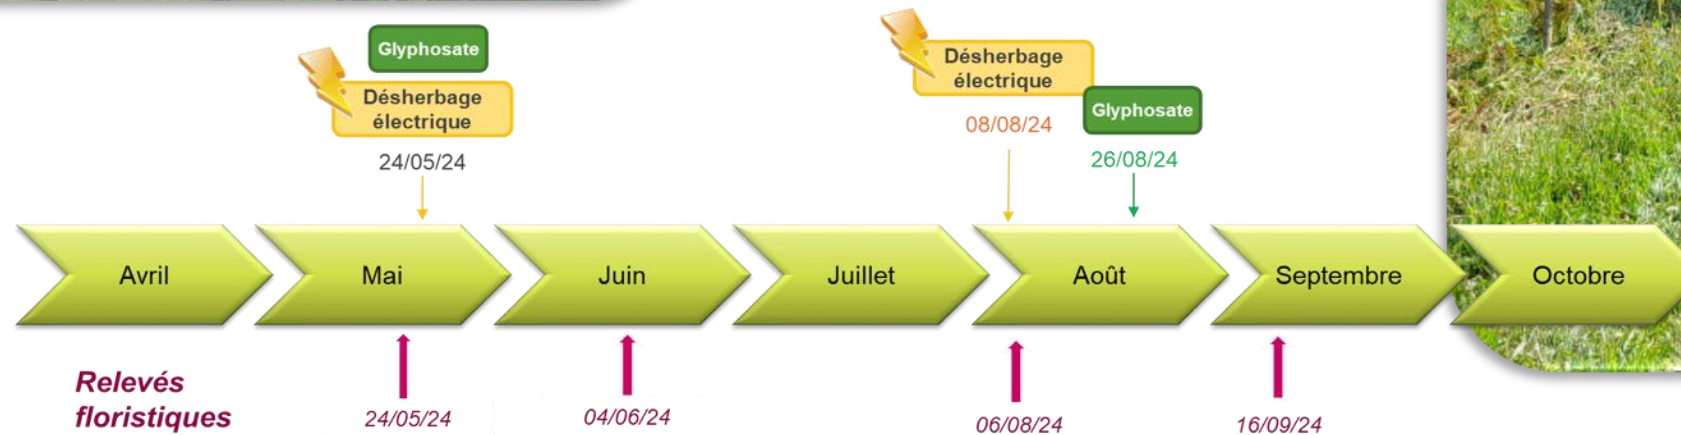 Glyphosate
Désherbage
électrique
24/05/24
Désherbage
électrique
08/08/24
Glyphosate
26/08/24
Avril
Mai
Juin
Juillet
Août
Septembre
Octobre
Relevés
floristiques
24/05/24
04/06/24
06/08/24
16/09/24